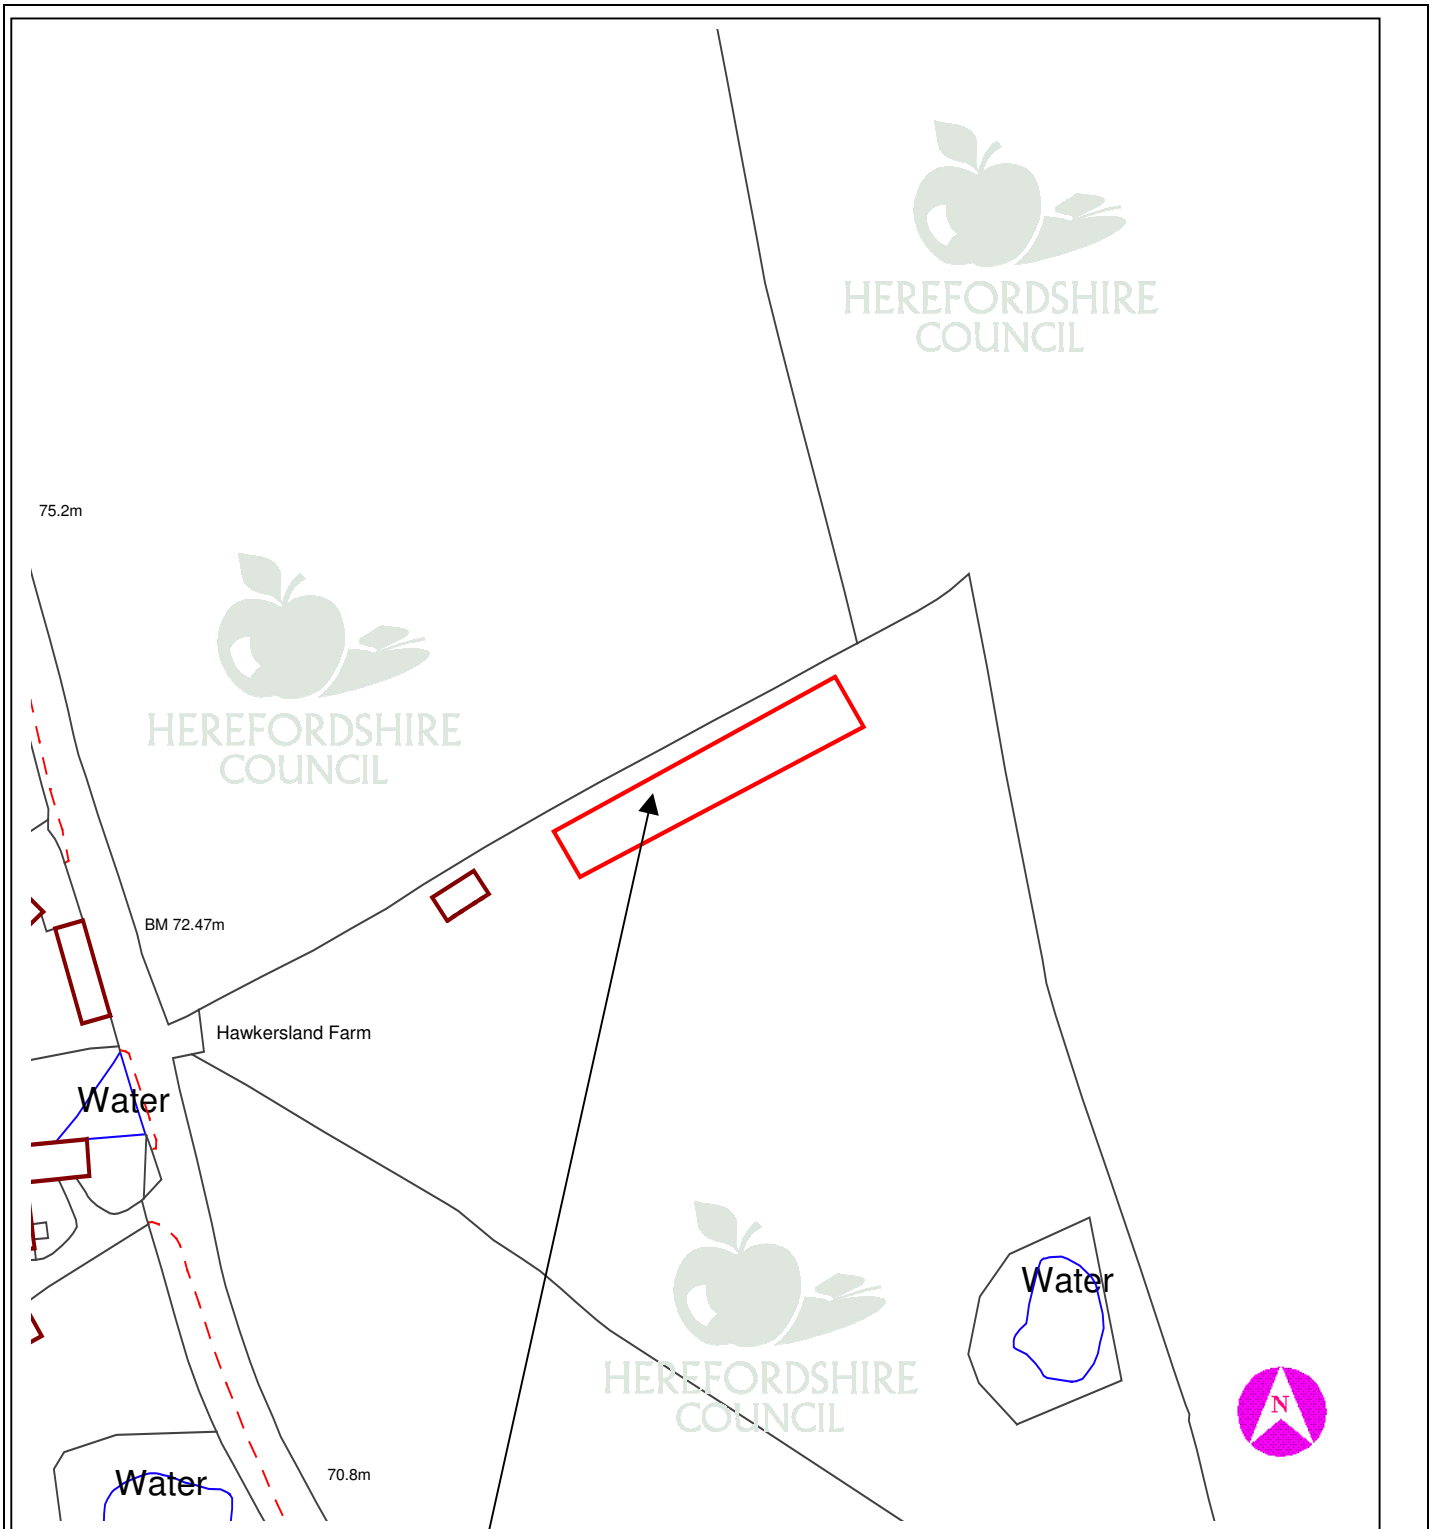 HEREFORDSHIRE
COUNCIL
75.2m
HEREFORDSHIRE
COUNCIL
BM 72.47m
Hawkersland Farm
Water
Water
HEREFORDSHIRE
COUNCIL
N
70.8m
Water